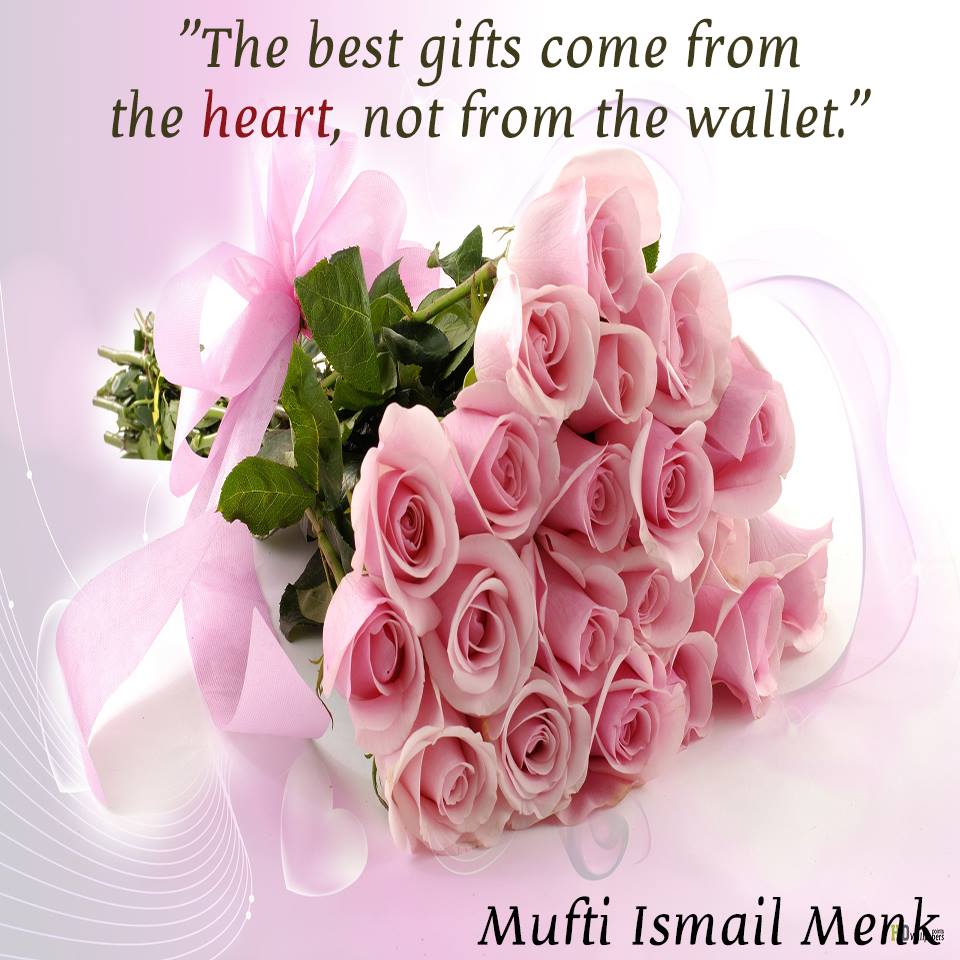 ”The best gifts come from
the heart, not from the wallet.”
Mufti Ismail Menk